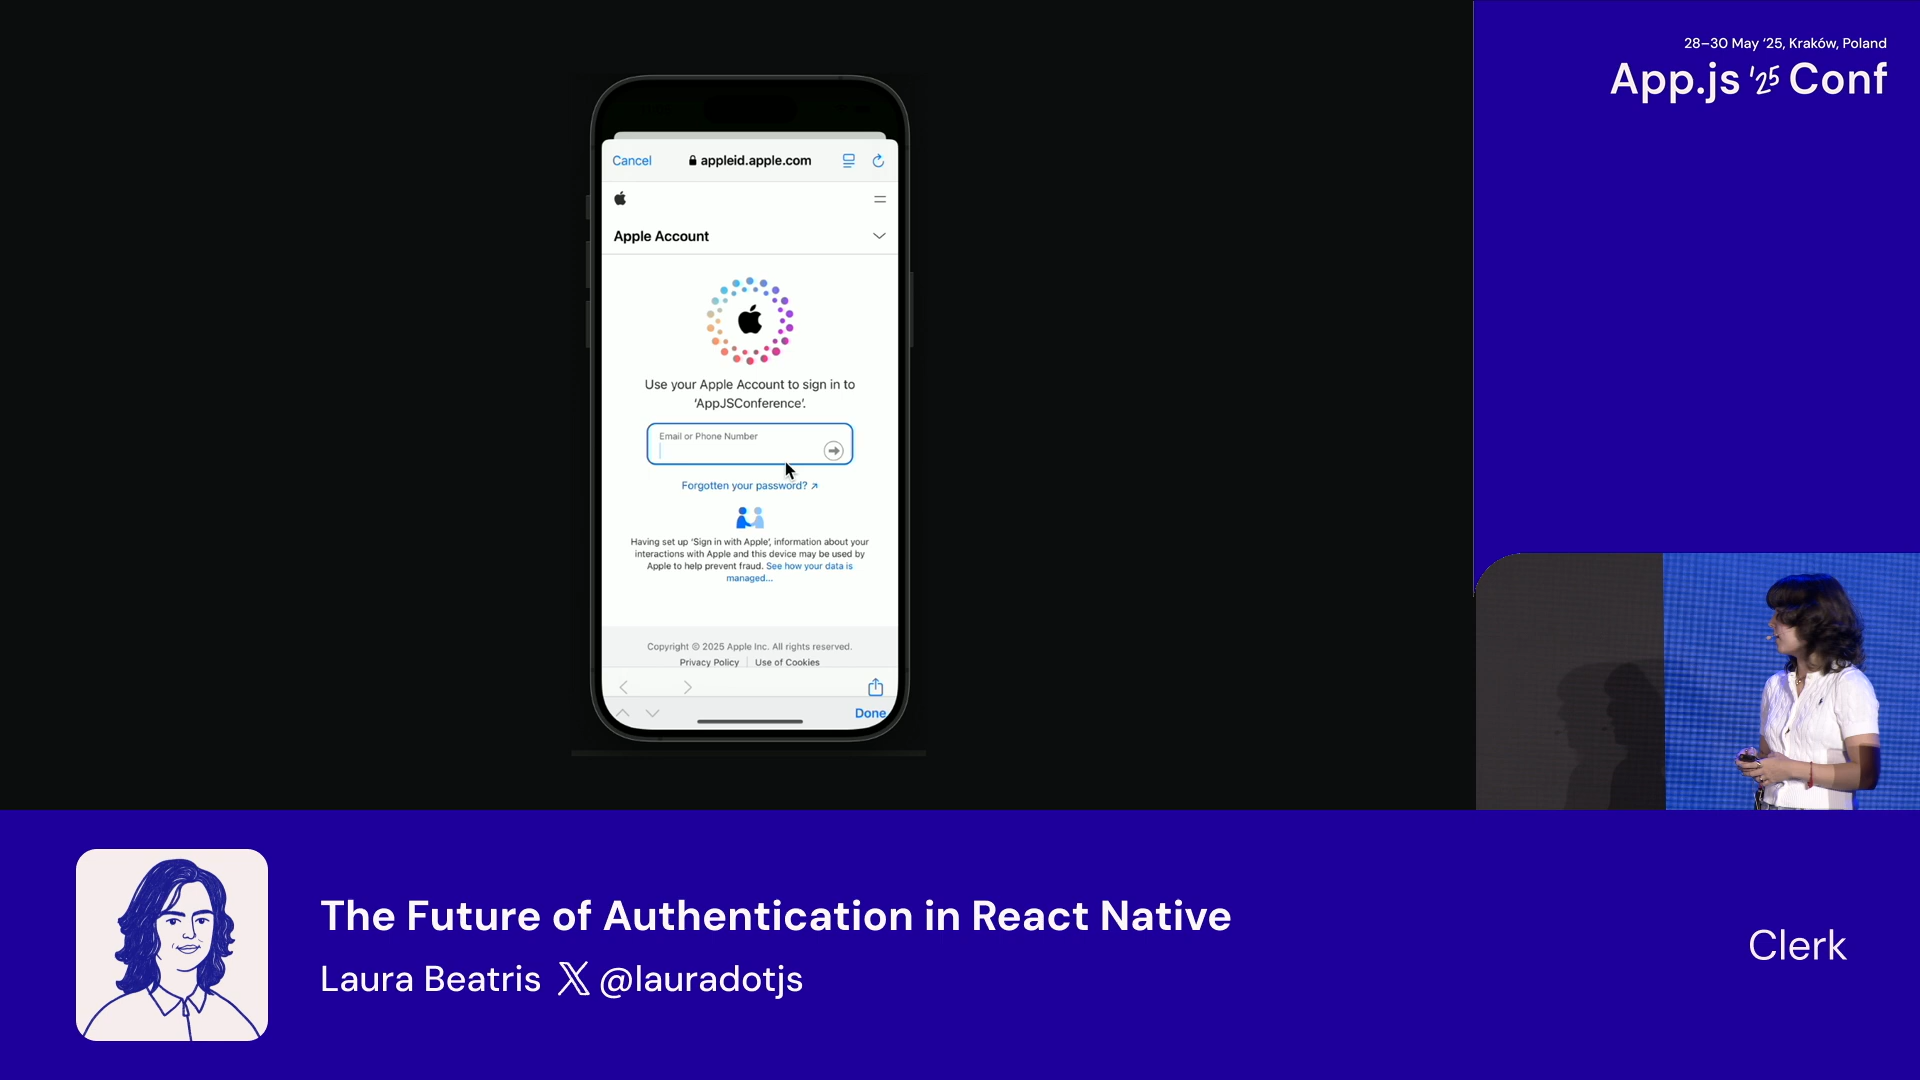 28–30 May ‘25, Kraków, Poland
App.js ‘25 Conf
Cancel
appleid.apple.com
Apple Account
Use your Apple Account to sign in to
‘AppJSConference’.
Email or Phone Number
Forgotten your password? ↗
Having set up ‘Sign in with Apple’, information about your
interactions with Apple and this device may be used by
Apple to help prevent fraud. See how your data is
managed...
Copyright © 2025 Apple Inc. All rights reserved.
Privacy Policy | Use of Cookies
Done
The Future of Authentication in React Native
Laura Beatris 𝕏 @lauradotjs
Clerk